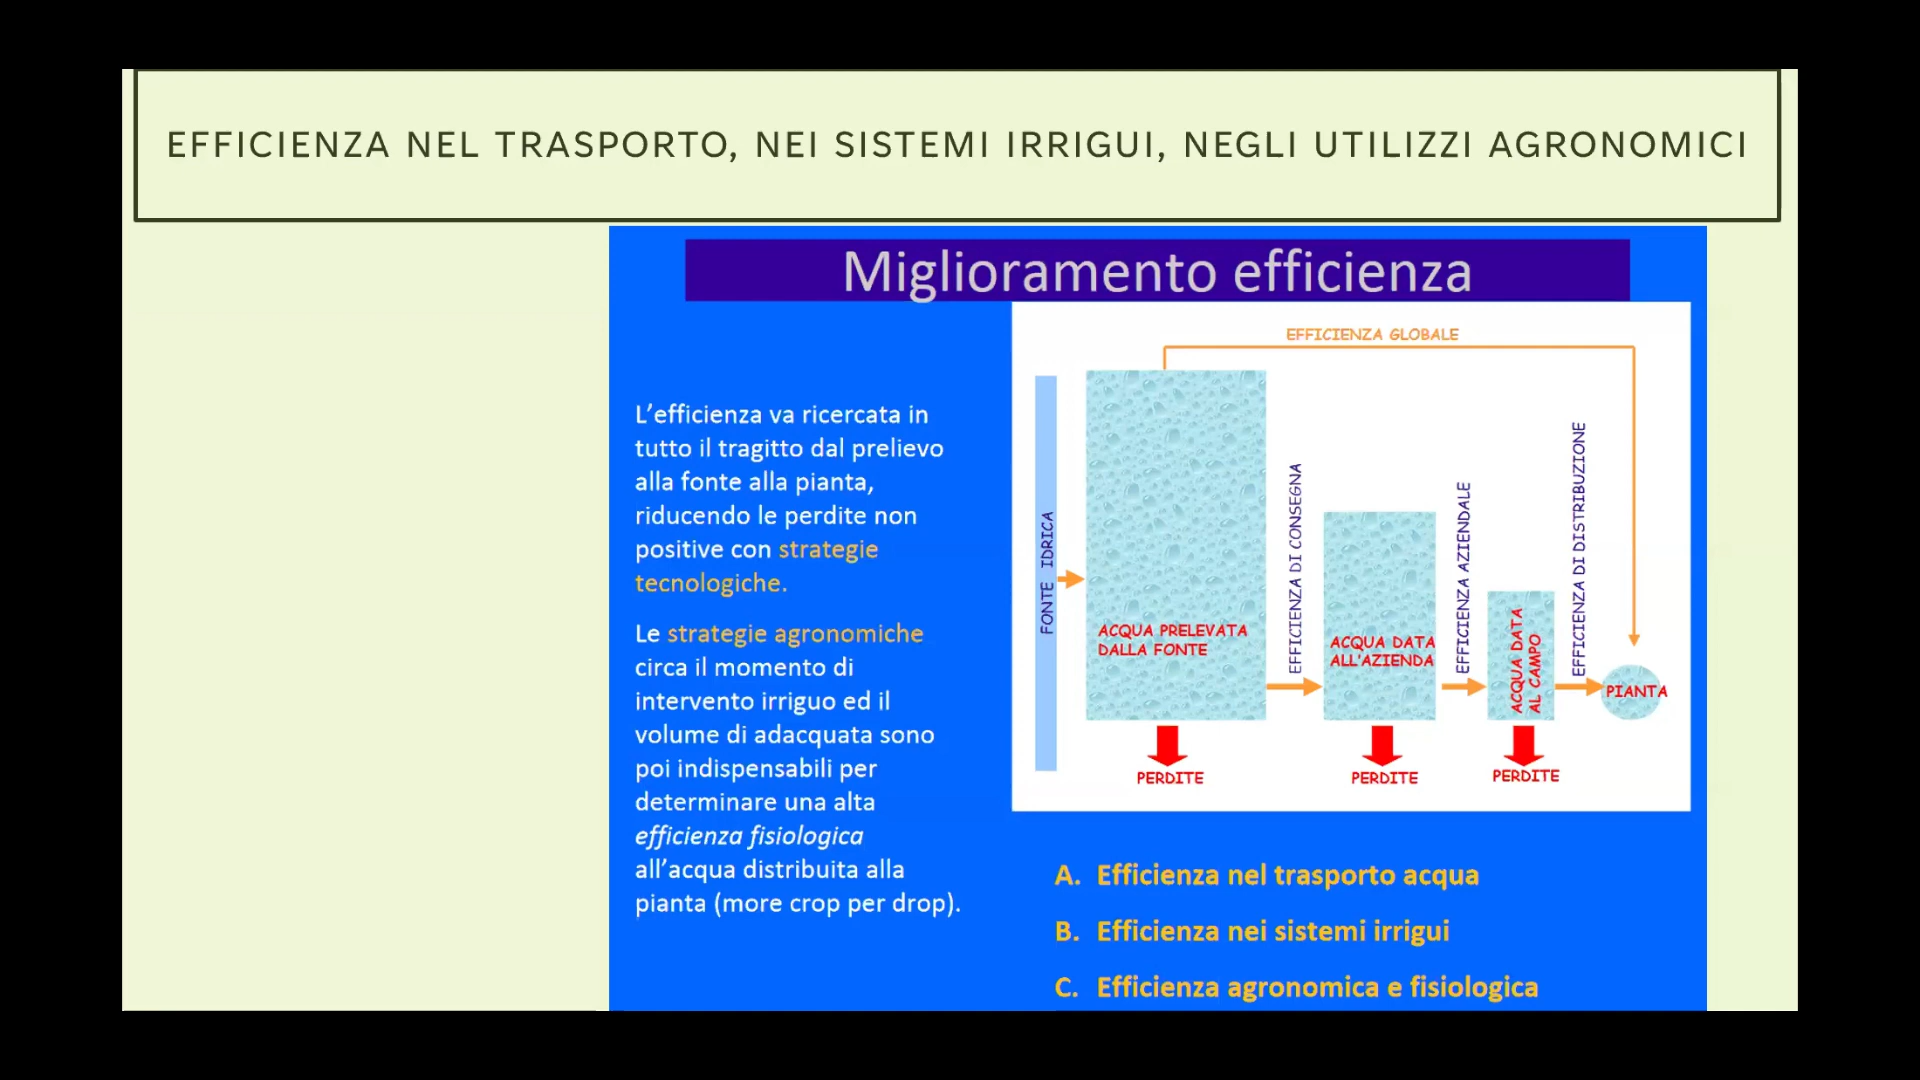 EFFICIENZA NEL TRASPORTO, NEI SISTEMI IRRIGUI, NEGLI UTILIZZI AGRONOMICI
Miglioramento efficienza
L’efficienza va ricercata in
tutto il tragitto dal prelievo
alla fonte alla pianta,
riducendo le perdite non
positive con strategie
tecnologiche.
Le strategie agronomiche
circa il momento di
intervento irriguo ed il
volume di adacquata sono
poi indispensabili per
determinare una alta
efficienza fisiologica
all’acqua distribuita alla
pianta (more crop per drop).
EFFICIENZA GLOBALE
FONTE IDRICA
ACQUA PRELEVATA
DALLA FONTE
EFFICIENZA DI CONSEGNA
ACQUA DATA
ALL'AZIENDA
EFFICIENZA AZIENDALE
ACQUA DATA
AL CAMPO
EFFICIENZA DI DISTRIBUZIONE
PIANTA
PERDITE
PERDITE
PERDITE
A. Efficienza nel trasporto acqua
B. Efficienza nei sistemi irrigui
C. Efficienza agronomica e fisiologica